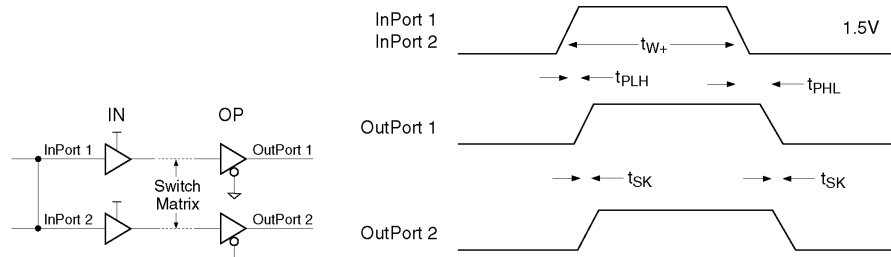 IN
OP
InPort 1
OutPort 1
Switch
Matrix
InPort 2
OutPort 2
InPort 1
InPort 2
1.5V
tW+
tPLH
tPHL
OutPort 1
tSK
tSK
OutPort 2